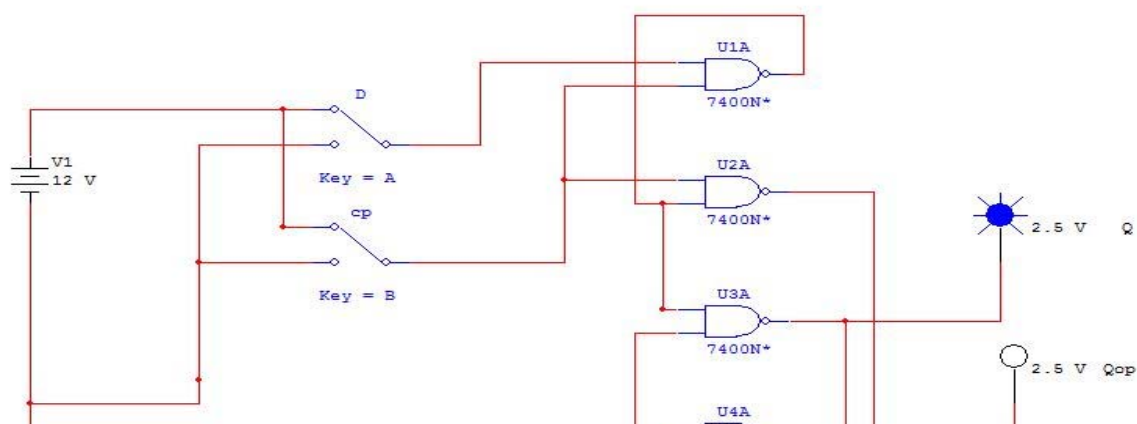 U1A
7400N*
D
Key = A
V1
12 V
U2A
7400N*
cp
Key = B
2.5 V Q
U3A
7400N*
2.5 V Qop
U4A